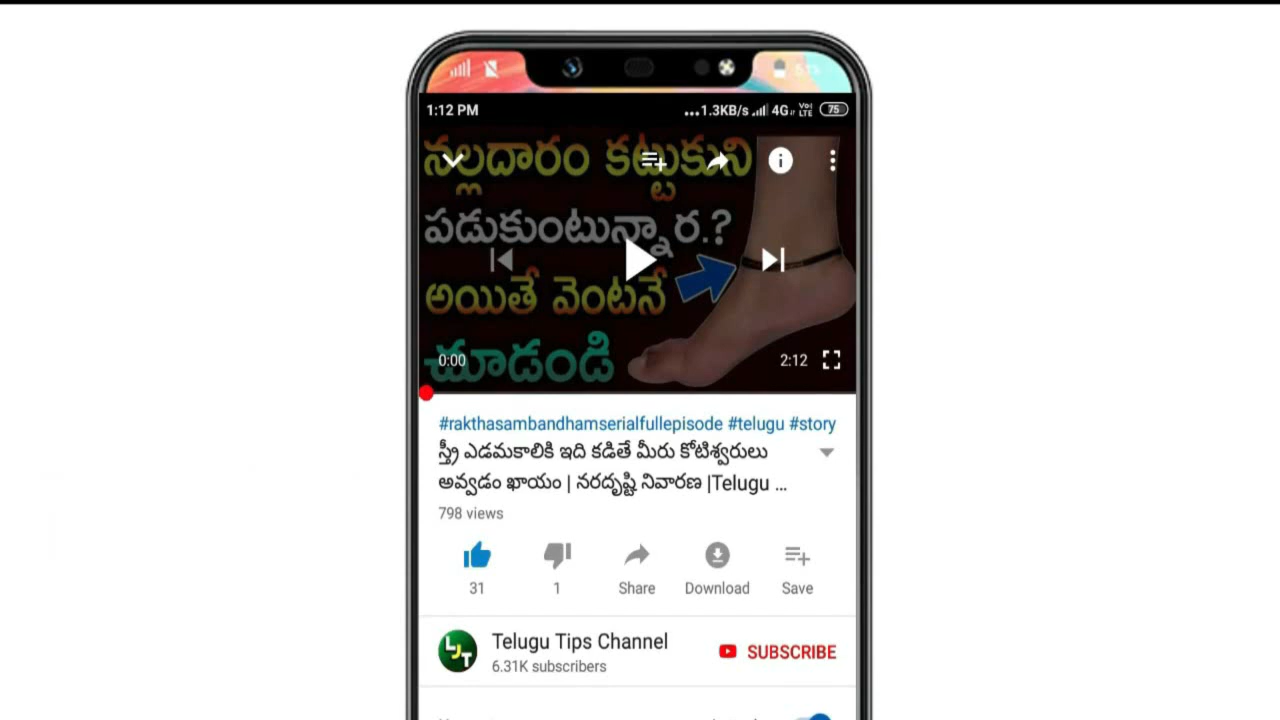 1:12 PM
...1.3KB/s 4G VoLTE 75
నల్లదారం కట్టుకుని
పడుకుంటున్నార.?
అయితే వెంటనే
చూడండి
0:00
2:12
#rakthasambandhamserialfullepisode #telugu #story
స్త్రీ ఎడమకాలికి ఇది కడితే మీరు కోటిశ్వరులు
అవ్వడం ఖాయం | నరదృష్టి నివారణ |Telugu ...
798 views
31 1 Share Download Save
LJT
Telugu Tips Channel
6.31K subscribers
SUBSCRIBE